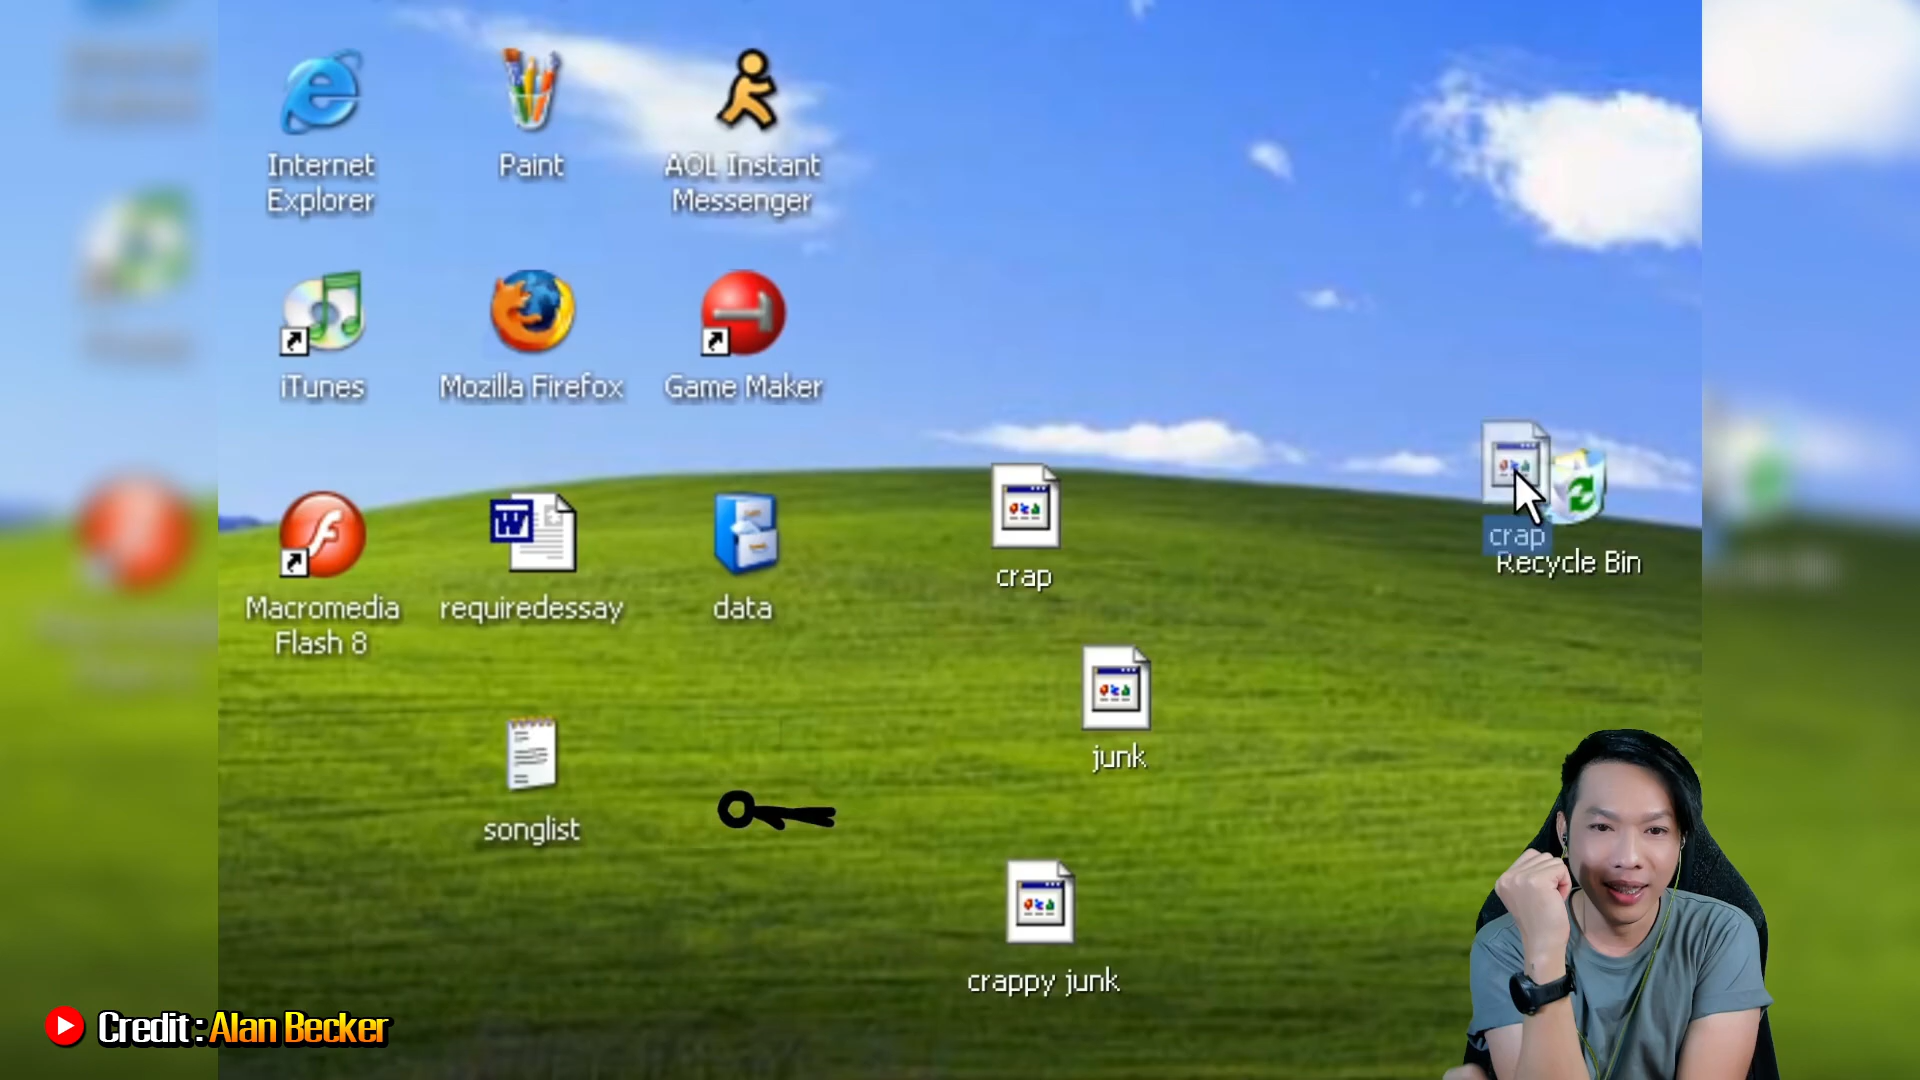 Internet
Explorer
Paint
AOL Instant
Messenger
iTunes
Mozilla Firefox
Game Maker
crap
Recycle Bin
Macromedia
Flash 8
requiredessay
data
crap
junk
songlist
crappy junk
Credit : Alan Becker